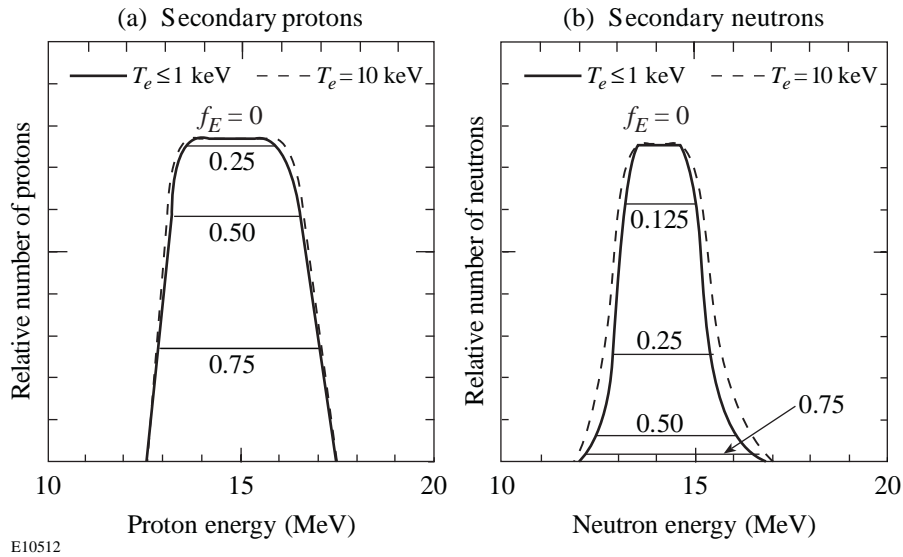 (a) Secondary protons
T_e ≤ 1 keV
T_e = 10 keV
f_E = 0
0.25
0.50
0.75
Relative number of protons
10
15
20
Proton energy (MeV)
(b) Secondary neutrons
T_e ≤ 1 keV
T_e = 10 keV
f_E = 0
0.125
0.25
0.75
0.50
Relative number of neutrons
10
15
20
Neutron energy (MeV)
E10512